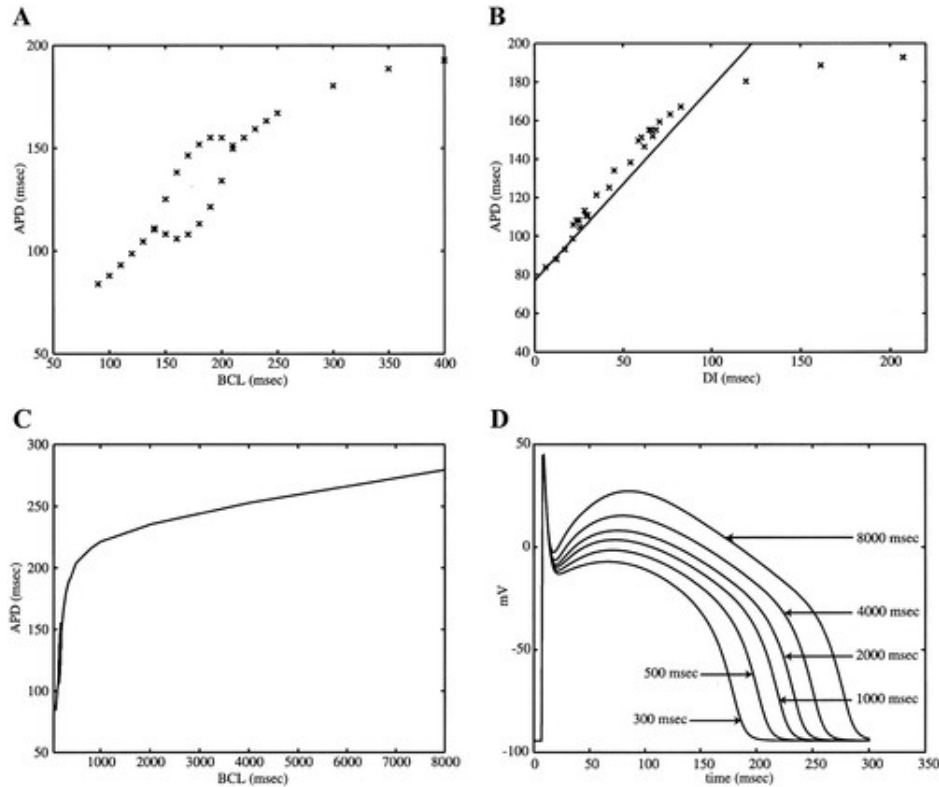 A
200
150
100
50
APD (msec)
50 100 150 200 250 300 350 400
BCL (msec)
B
200
180
160
140
120
100
80
60
40
APD (msec)
0 50 100 150 200
DI (msec)
C
300
250
200
150
100
50
APD (msec)
1000 2000 3000 4000 5000 6000 7000 8000
BCL (msec)
D
50
0
-50
-100
mV
8000 msec
4000 msec
2000 msec
500 msec
1000 msec
300 msec
0 50 100 150 200 250 300 350
time (msec)